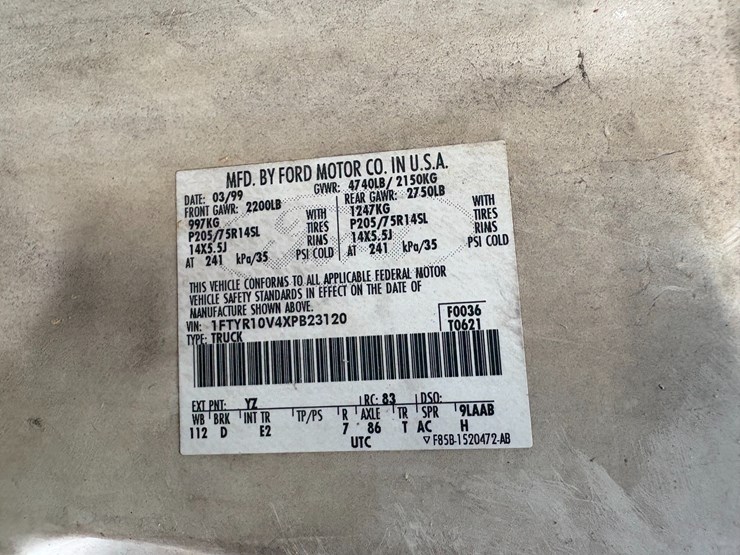 MFD. BY FORD MOTOR CO. IN U.S.A.
DATE: 03/99 GVWR: 4740LB/ 2150KG
FRONT GAWR: 2200LB REAR GAWR: 2750LB
997KG WITH 1247KG WITH
P205/75R14SL TIRES P205/75R14SL TIRES
14X5.5J RIMS 14X5.5J RIMS
AT 241 kPa/35 PSI COLD AT 241 kPa/35 PSI COLD
THIS VEHICLE CONFORMS TO ALL APPLICABLE FEDERAL MOTOR
VEHICLE SAFETY STANDARDS IN EFFECT ON THE DATE OF
MANUFACTURE SHOWN ABOVE.
VIN: 1FTYR10V4XPB23120 F0036
TYPE: TRUCK T0621
EXT PNT: YZ RC: 83 DSO:
WB BRK INT TR TP/PS R AXLE TR SPR 9LAAB
112 D E2 7 86 T AC H
UTC ▽ F85B-1520472-AB